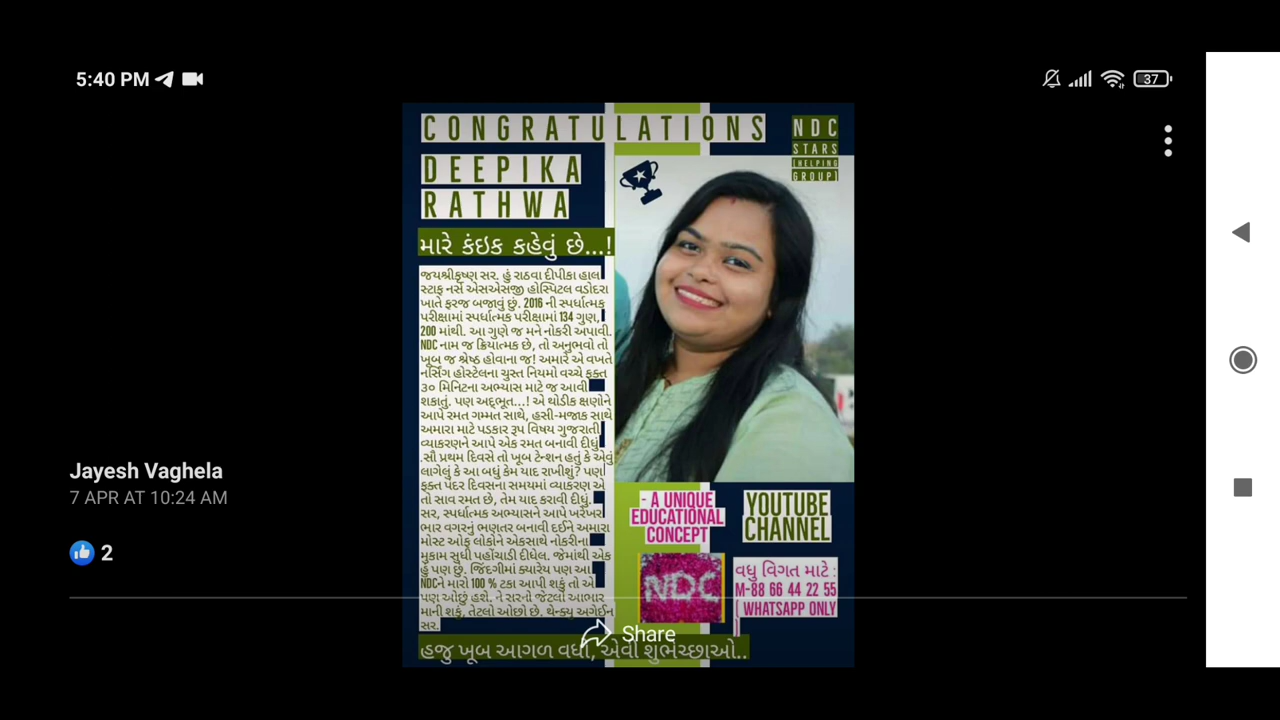 5:40 PM
37
CONGRATULATIONS
DEEPIKA
RATHWA
NDC
STARS
(HELPING
GROUP)
મારે કંઇક કહેવું છે...!
જયશ્રીકૃષ્ણ સર. હું રાઠવા દીપીકા હાલ
સ્ટાફ નર્સ એસએસજી હોસ્પિટલ વડોદરા
ખાતે ફરજ બજાવું છું. 2016 ની સ્પર્ધાત્મક
પરીક્ષામાં સ્પર્ધાત્મક પરીક્ષામાં 134 ગુણ,
200 માંથી. આ ગુણે જ મને નોકરી અપાવી.
NDC નામ જ ક્રિયાત્મક છે, તો અનુભવો તો
ખૂબ જ શ્રેષ્ઠ હોવાના જ! અમારે એ વખતે
નર્સિંગ હોસ્ટેલના ચુસ્ત નિયમો વચ્ચે ફક્ત
૩૦ મિનિટના અભ્યાસ માટે જ આવી
શકાતું. પણ અદ્ભૂત...! એ થોડીક ક્ષણોને
આપે રમત ગમ્મત સાથે, હસી-મજાક સાથે
અમારા માટે પડકાર રૂપ વિષય ગુજરાતી
વ્યાકરણને આપે એક રમત બનાવી દીધું
.સૌ પ્રથમ દિવસે તો ખૂબ ટેન્શન હતું કે એવું
લાગેલું કે આ બધું કેમ યાદ રાખીશું? પણ
ફક્ત પંદર દિવસના સમયમાં વ્યાકરણ એ
તો સાવ રમત છે, તેમ યાદ કરાવી દીધું.
સર, સ્પર્ધાત્મક અભ્યાસને આપે ખરેખર
ભાર વગરનું ભણતર બનાવી દઈને અમારા
મોસ્ટ ઓફ લોકોને એકસાથે નોકરીના
મુકામ સુધી પહોંચાડી દીધેલ. જેમાંથી એક
હું પણ છું. જિંદગીમાં ક્યારેય પણ આ
NDCને મારો 100 % ટકા આપી શકું તો એ
પણ ઓછું હશે. ને સરનો જેટલો આભાર
માની શકું, તેટલો ઓછો છે. થેન્ક્યુ અગેઈન
સર.
- A UNIQUE
EDUCATIONAL
CONCEPT
YOUTUBE
CHANNEL
NDC
વધુ વિગત માટે :
M-88 66 44 22 55
( WHATSAPP ONLY
)
હજુ ખૂબ આગળ વધો, એવી શુભેચ્છાઓ..
Jayesh Vaghela
7 APR AT 10:24 AM
2
Share